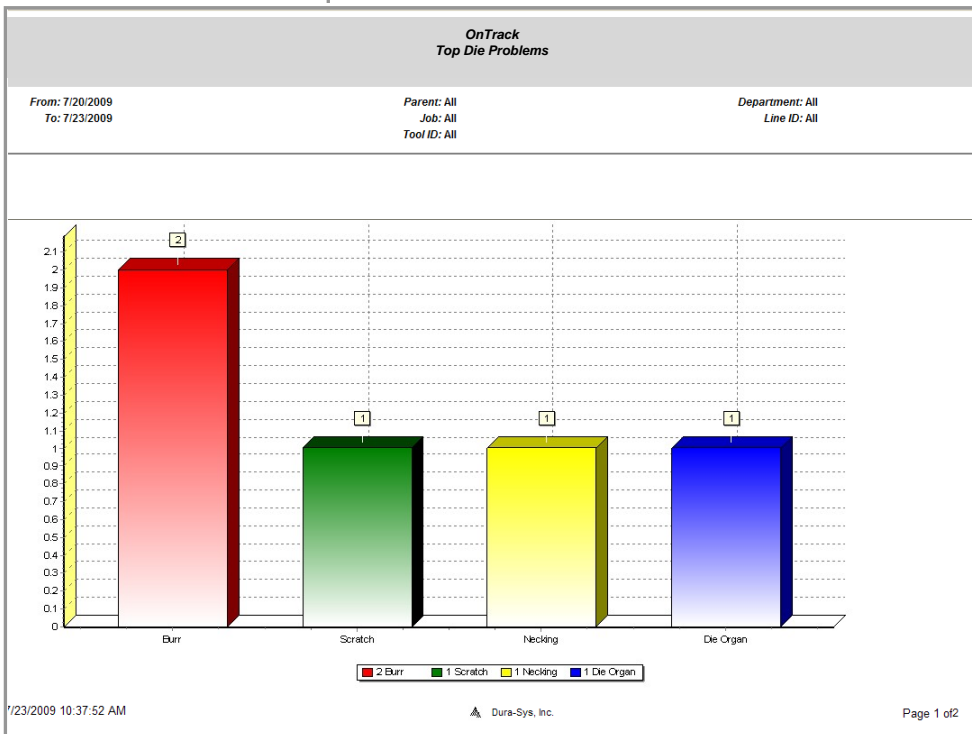 OnTrack
Top Die Problems
From: 7/20/2009
To: 7/23/2009
Parent: All
Job: All
Tool ID: All
Department: All
Line ID: All
2.1
2
1.9
1.8
1.7
1.6
1.5
1.4
1.3
1.2
1.1
1
0.9
0.8
0.7
0.6
0.5
0.4
0.3
0.2
0.1
0
2
1
1
1
Burr
Scratch
Necking
Die Organ
2 Burr 1 Scratch 1 Necking 1 Die Organ
7/23/2009 10:37:52 AM
Dura-Sys, Inc.
Page 1 of2